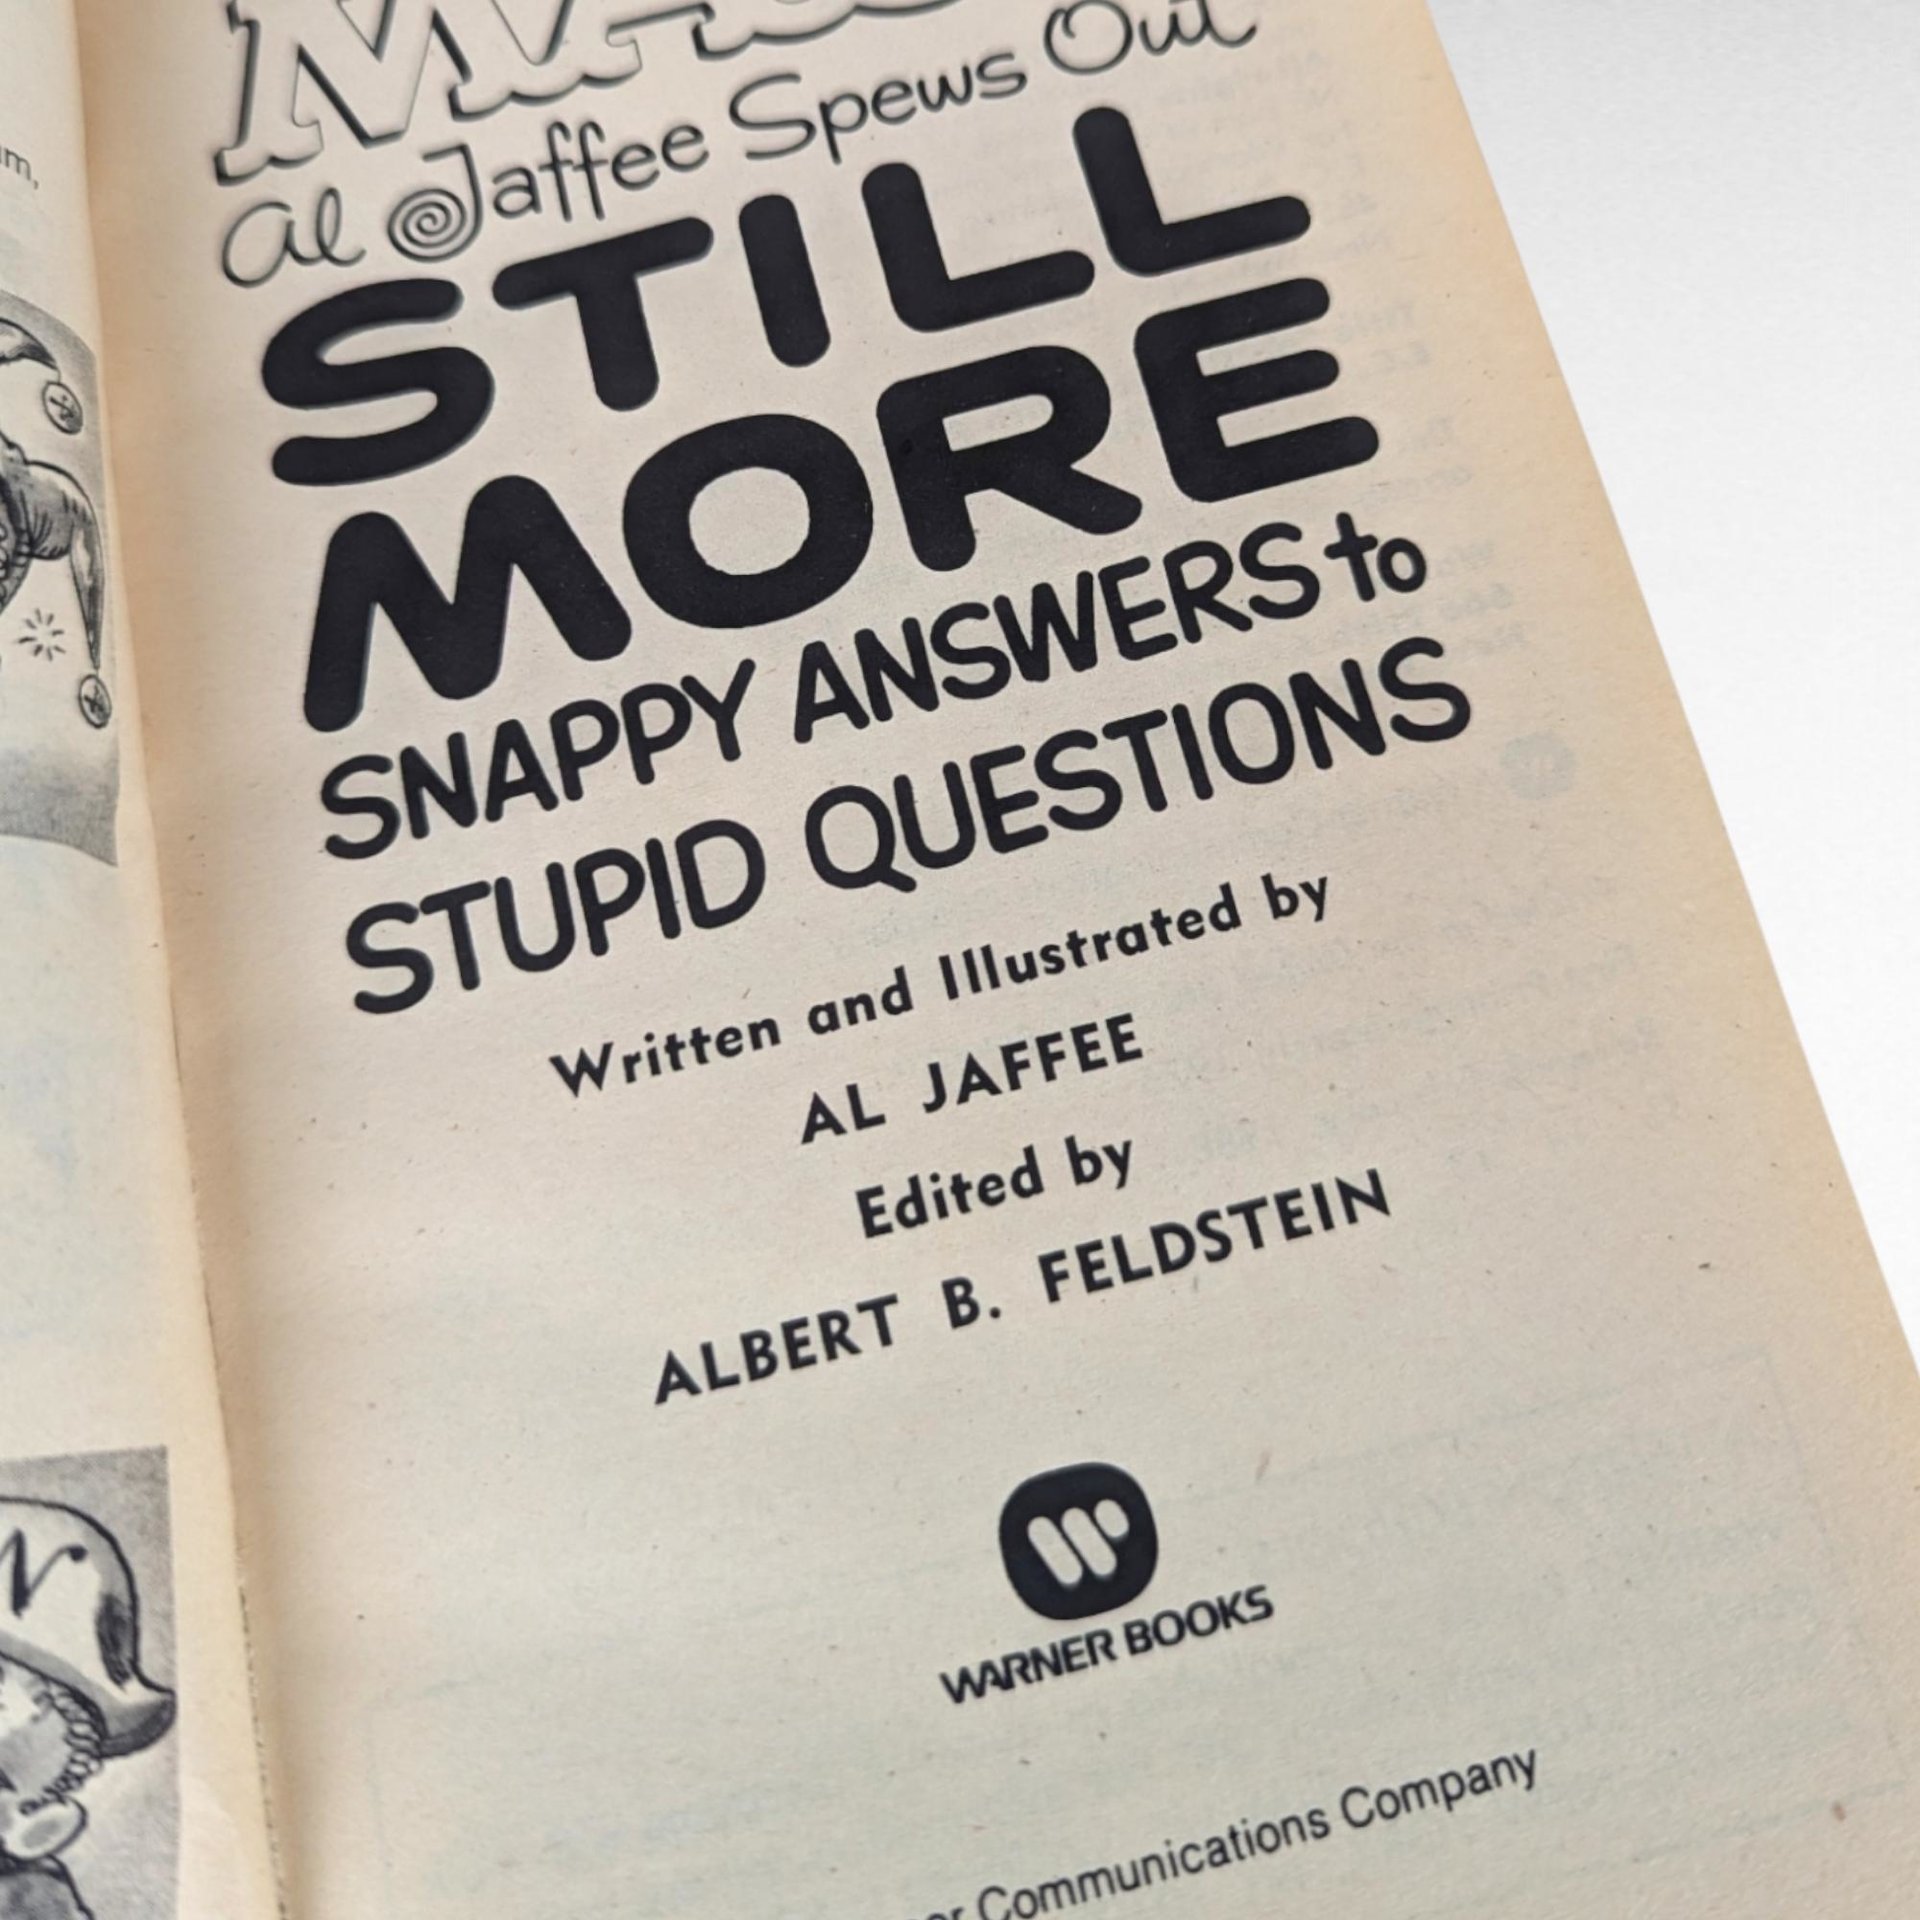 Al Jaffee Spews Out
STILL
MORE
SNAPPY ANSWERS to
STUPID QUESTIONS
Written and Illustrated by
AL JAFFEE
Edited by
ALBERT B. FELDSTEIN
WARNER BOOKS
Communications Company